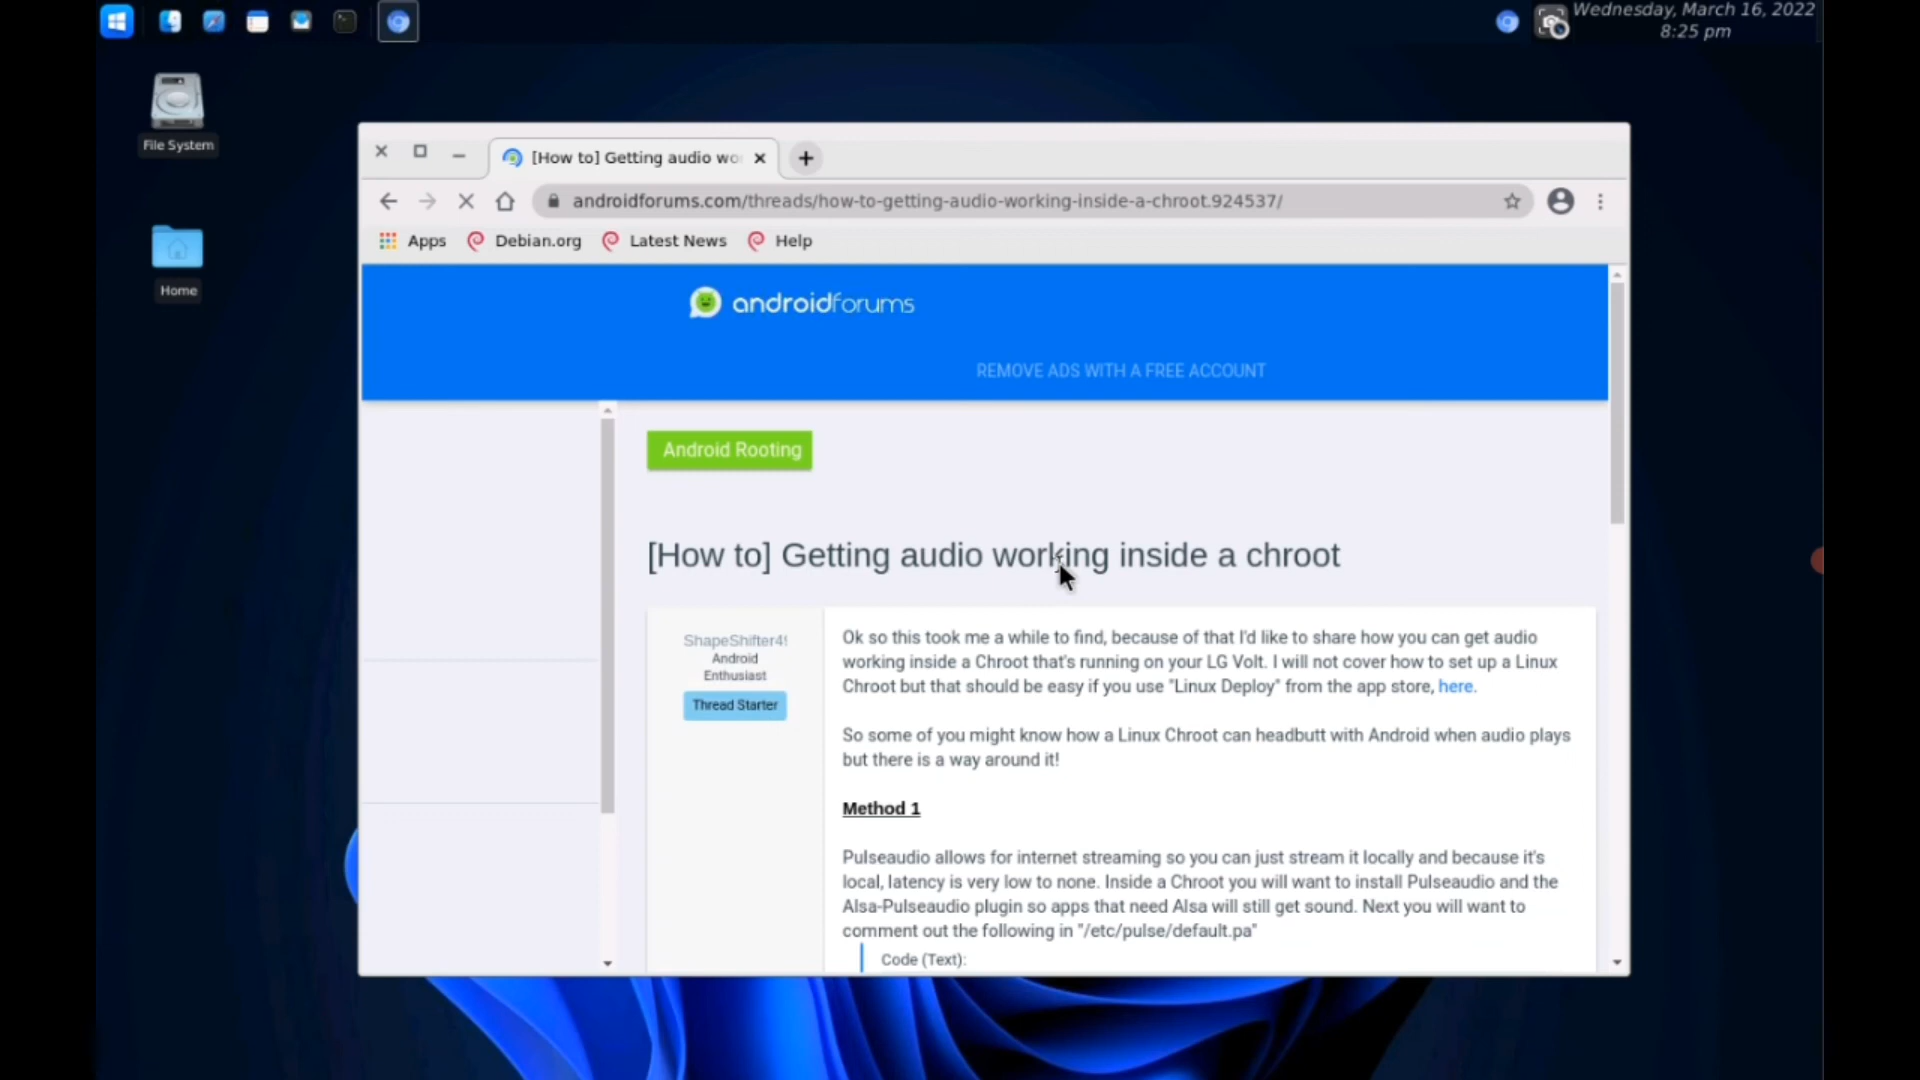 Wednesday, March 16, 2022
8:25 pm
File System
Home
[How to] Getting audio wo
androidforums.com/threads/how-to-getting-audio-working-inside-a-chroot.924537/
Apps
Debian.org
Latest News
Help
androidforums
REMOVE ADS WITH A FREE ACCOUNT
Android Rooting
[How to] Getting audio working inside a chroot
ShapeShifter4
Android
Enthusiast
Thread Starter
Ok so this took me a while to find, because of that I'd like to share how you can get audio
working inside a Chroot that's running on your LG Volt. I will not cover how to set up a Linux
Chroot but that should be easy if you use "Linux Deploy" from the app store, here.
So some of you might know how a Linux Chroot can headbutt with Android when audio plays
but there is a way around it!
Method 1
Pulseaudio allows for internet streaming so you can just stream it locally and because it's
local, latency is very low to none. Inside a Chroot you will want to install Pulseaudio and the
Alsa-Pulseaudio plugin so apps that need Alsa will still get sound. Next you will want to
comment out the following in "/etc/pulse/default.pa"
Code (Text):